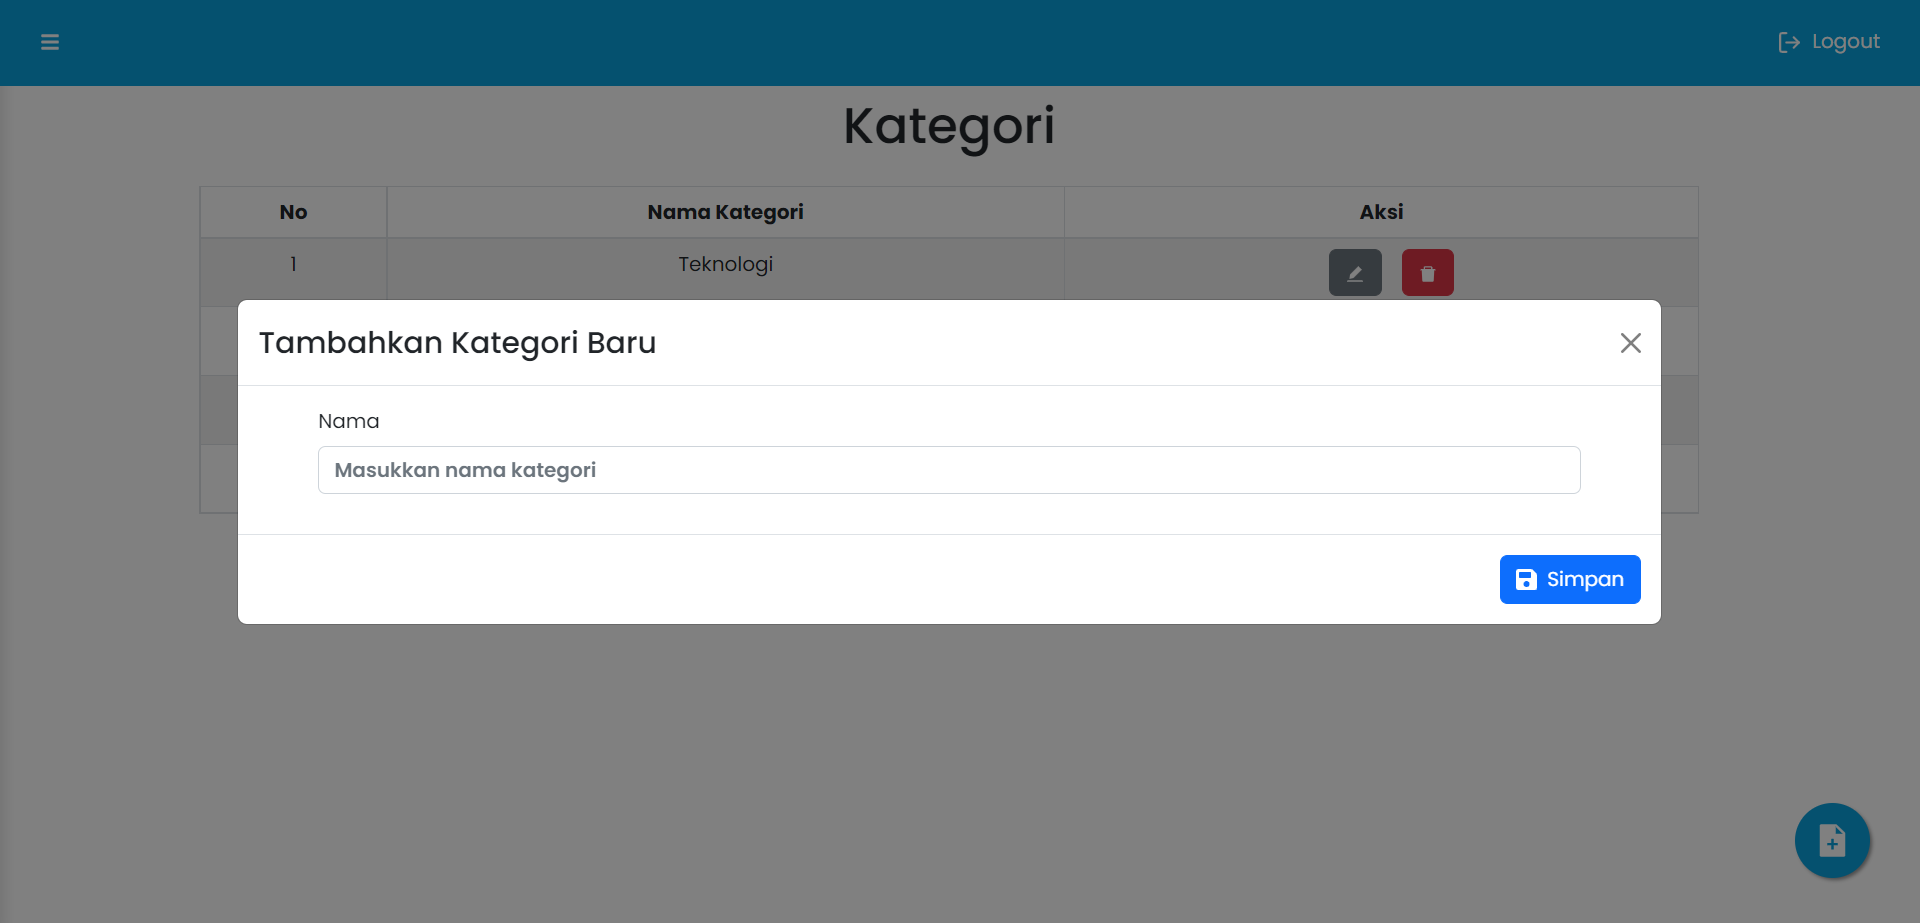 Logout
Kategori
No Nama Kategori Aksi
1 Teknologi
Tambahkan Kategori Baru
Nama
Masukkan nama kategori
Simpan